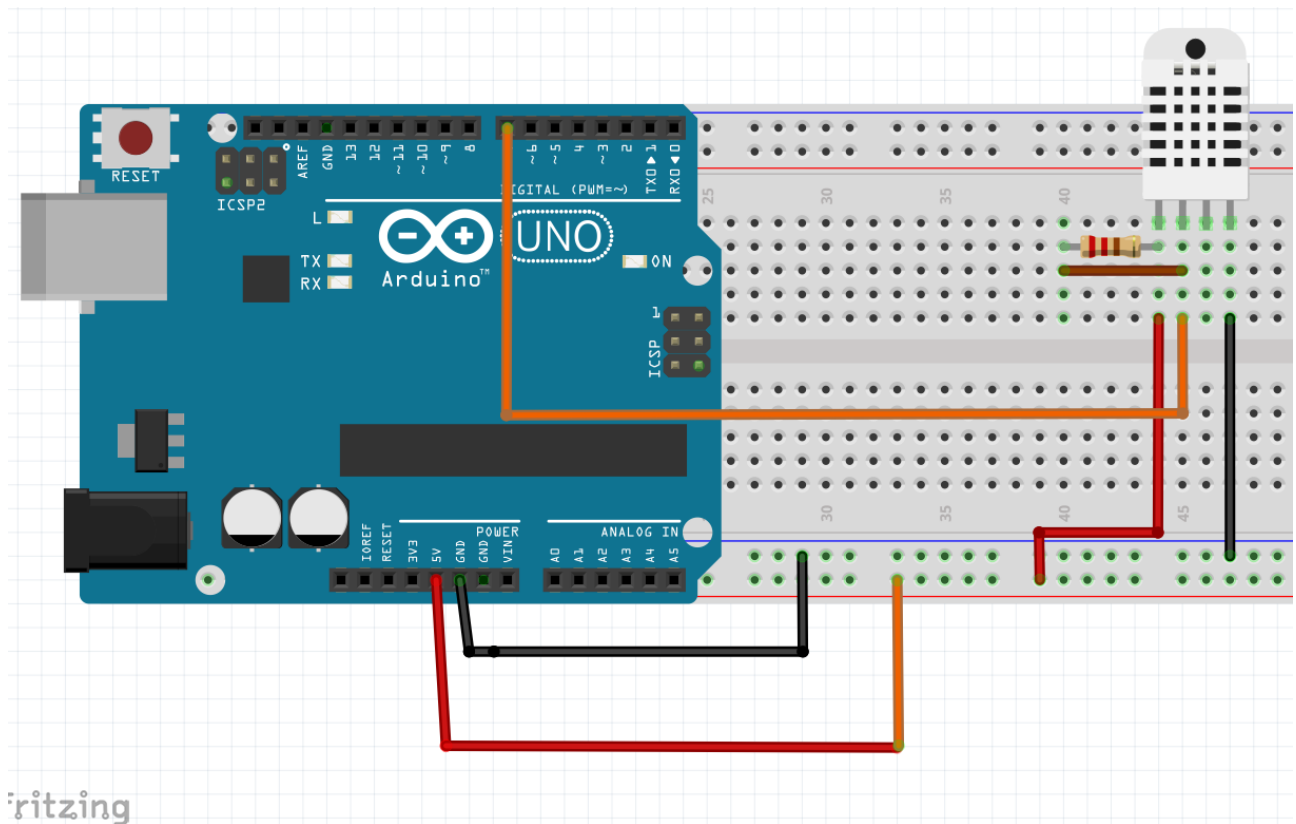 RESET
ICSP2
AREF
GND
13
12
~11
~10
~9
8
~6
~5
4
~3
2
TX0 ▶ 1
RX0 ◀ 0
DIGITAL (PWM=~)
L
TX
RX
Arduino™
UNO
ON
1
ICSP
IOREF
RESET
3V3
5V
GND
GND
VIN
POWER
A0
A1
A2
A3
A4
A5
ANALOG IN
25
30
35
40
30
35
40
45
fritzing